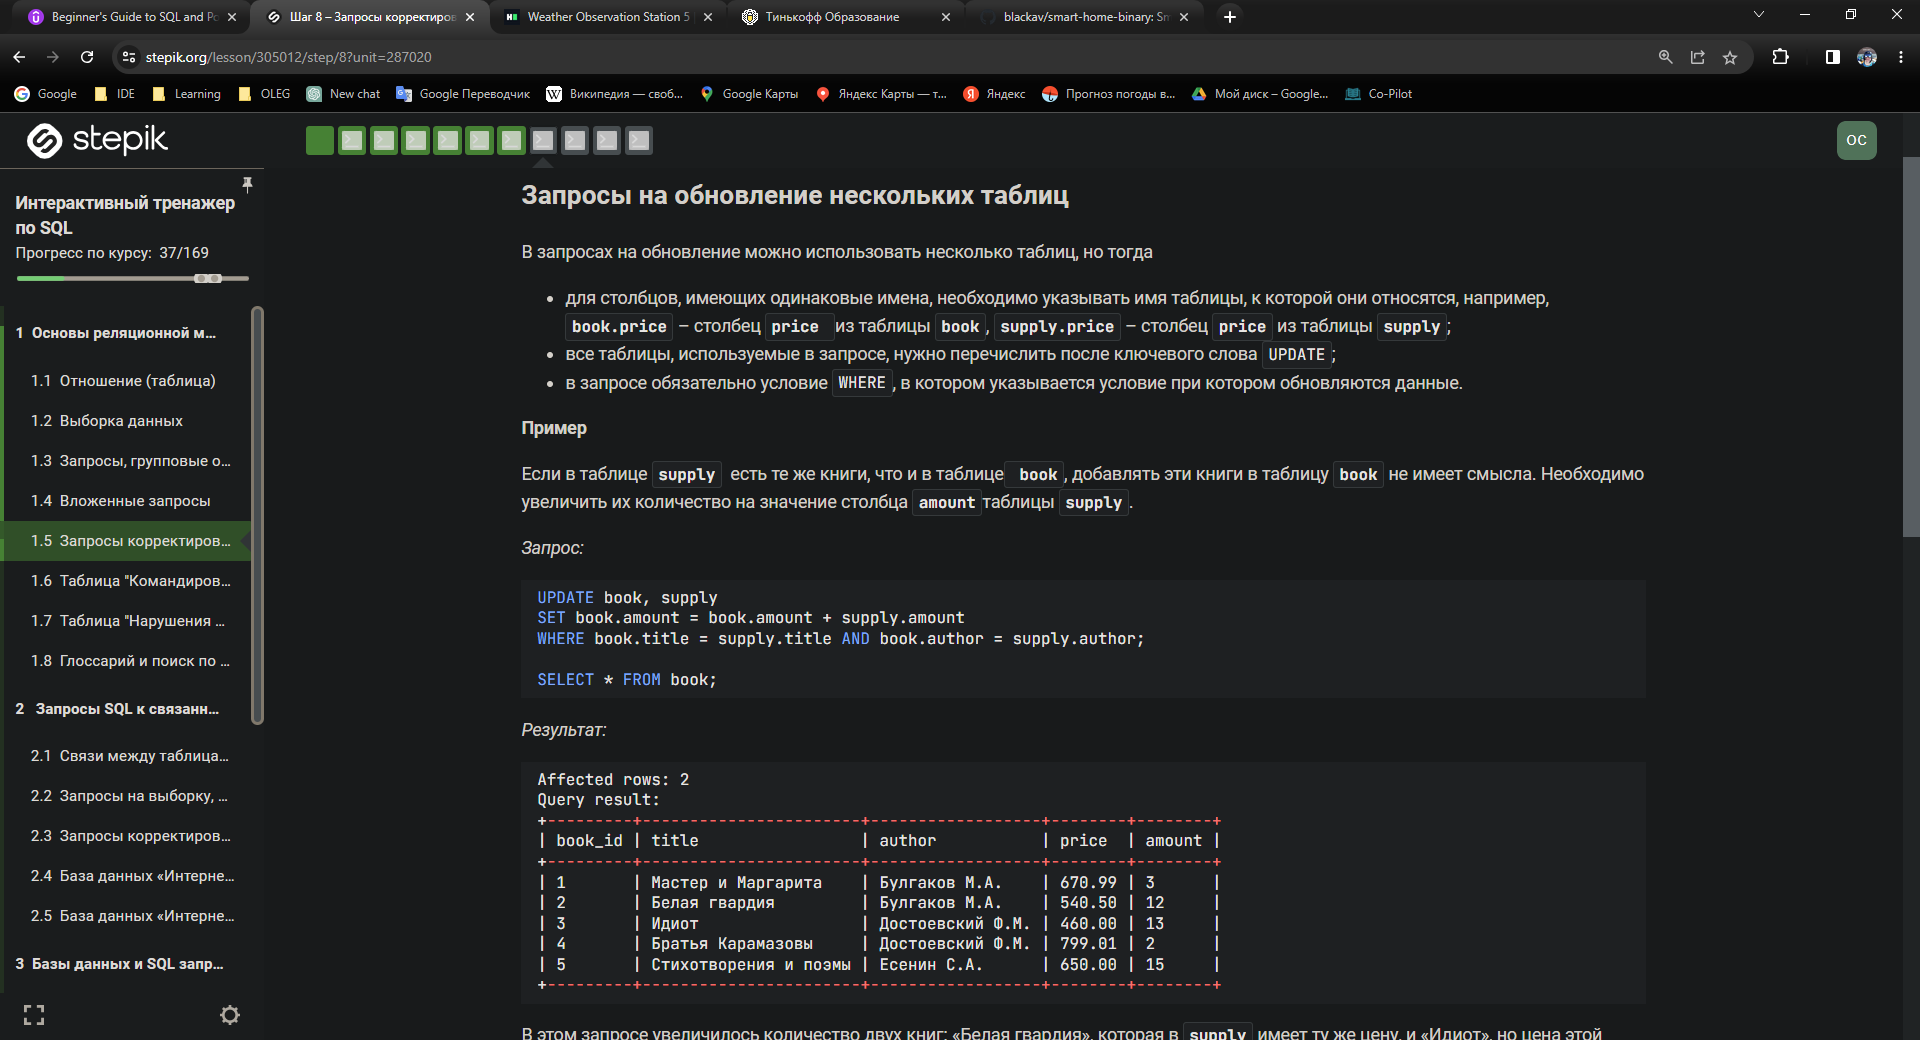 Beginner's Guide to SQL and Po
Шаг 8 – Запросы корректиров
Weather Observation Station 5
Тинькофф Образование
blackav/smart-home-binary: Sm
stepik.org/lesson/305012/step/8?unit=287020
Google IDE Learning OLEG New chat Google Переводчик Википедия — своб... Google Карты Яндекс Карты — т... Яндекс Прогноз погоды в... Мой диск – Google... Co-Pilot
stepik
OC
Интерактивный тренажер
по SQL
Прогресс по курсу: 37/169
1 Основы реляционной м...
1.1 Отношение (таблица)
1.2 Выборка данных
1.3 Запросы, групповые о...
1.4 Вложенные запросы
1.5 Запросы корректиров...
1.6 Таблица "Командиров...
1.7 Таблица "Нарушения ...
1.8 Глоссарий и поиск по ...
2 Запросы SQL к связанн...
2.1 Связи между таблица...
2.2 Запросы на выборку, ...
2.3 Запросы корректиров...
2.4 База данных «Интерне...
2.5 База данных «Интерне...
3 Базы данных и SQL запр...
Запросы на обновление нескольких таблиц
В запросах на обновление можно использовать несколько таблиц, но тогда
• для столбцов, имеющих одинаковые имена, необходимо указывать имя таблицы, к которой они относятся, например,
book.price – столбец price из таблицы book, supply.price – столбец price из таблицы supply;
• все таблицы, используемые в запросе, нужно перечислить после ключевого слова UPDATE;
• в запросе обязательно условие WHERE, в котором указывается условие при котором обновляются данные.
Пример
Если в таблице supply есть те же книги, что и в таблице book, добавлять эти книги в таблицу book не имеет смысла. Необходимо
увеличить их количество на значение столбца amount таблицы supply.
Запрос:
UPDATE book, supply
SET book.amount = book.amount + supply.amount
WHERE book.title = supply.title AND book.author = supply.author;
SELECT * FROM book;
Результат:
Affected rows: 2
Query result:
+---------+-----------------------+------------------+--------+--------+
| book_id | title | author | price | amount |
+---------+-----------------------+------------------+--------+--------+
| 1 | Мастер и Маргарита | Булгаков М.А. | 670.99 | 3 |
| 2 | Белая гвардия | Булгаков М.А. | 540.50 | 12 |
| 3 | Идиот | Достоевский Ф.М. | 460.00 | 13 |
| 4 | Братья Карамазовы | Достоевский Ф.М. | 799.01 | 2 |
| 5 | Стихотворения и поэмы | Есенин С.А. | 650.00 | 15 |
+---------+-----------------------+------------------+--------+--------+
В этом запросе увеличилось количество двух книг: «Белая гвардия», которая в supply имеет ту же цену, и «Идиот», но цена этой